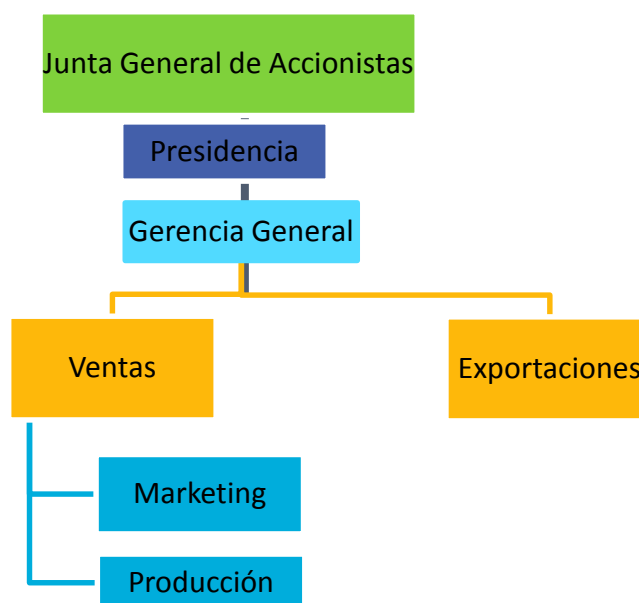 Junta General de Accionistas
Presidencia
Gerencia General
Ventas
Exportaciones
Marketing
Producción